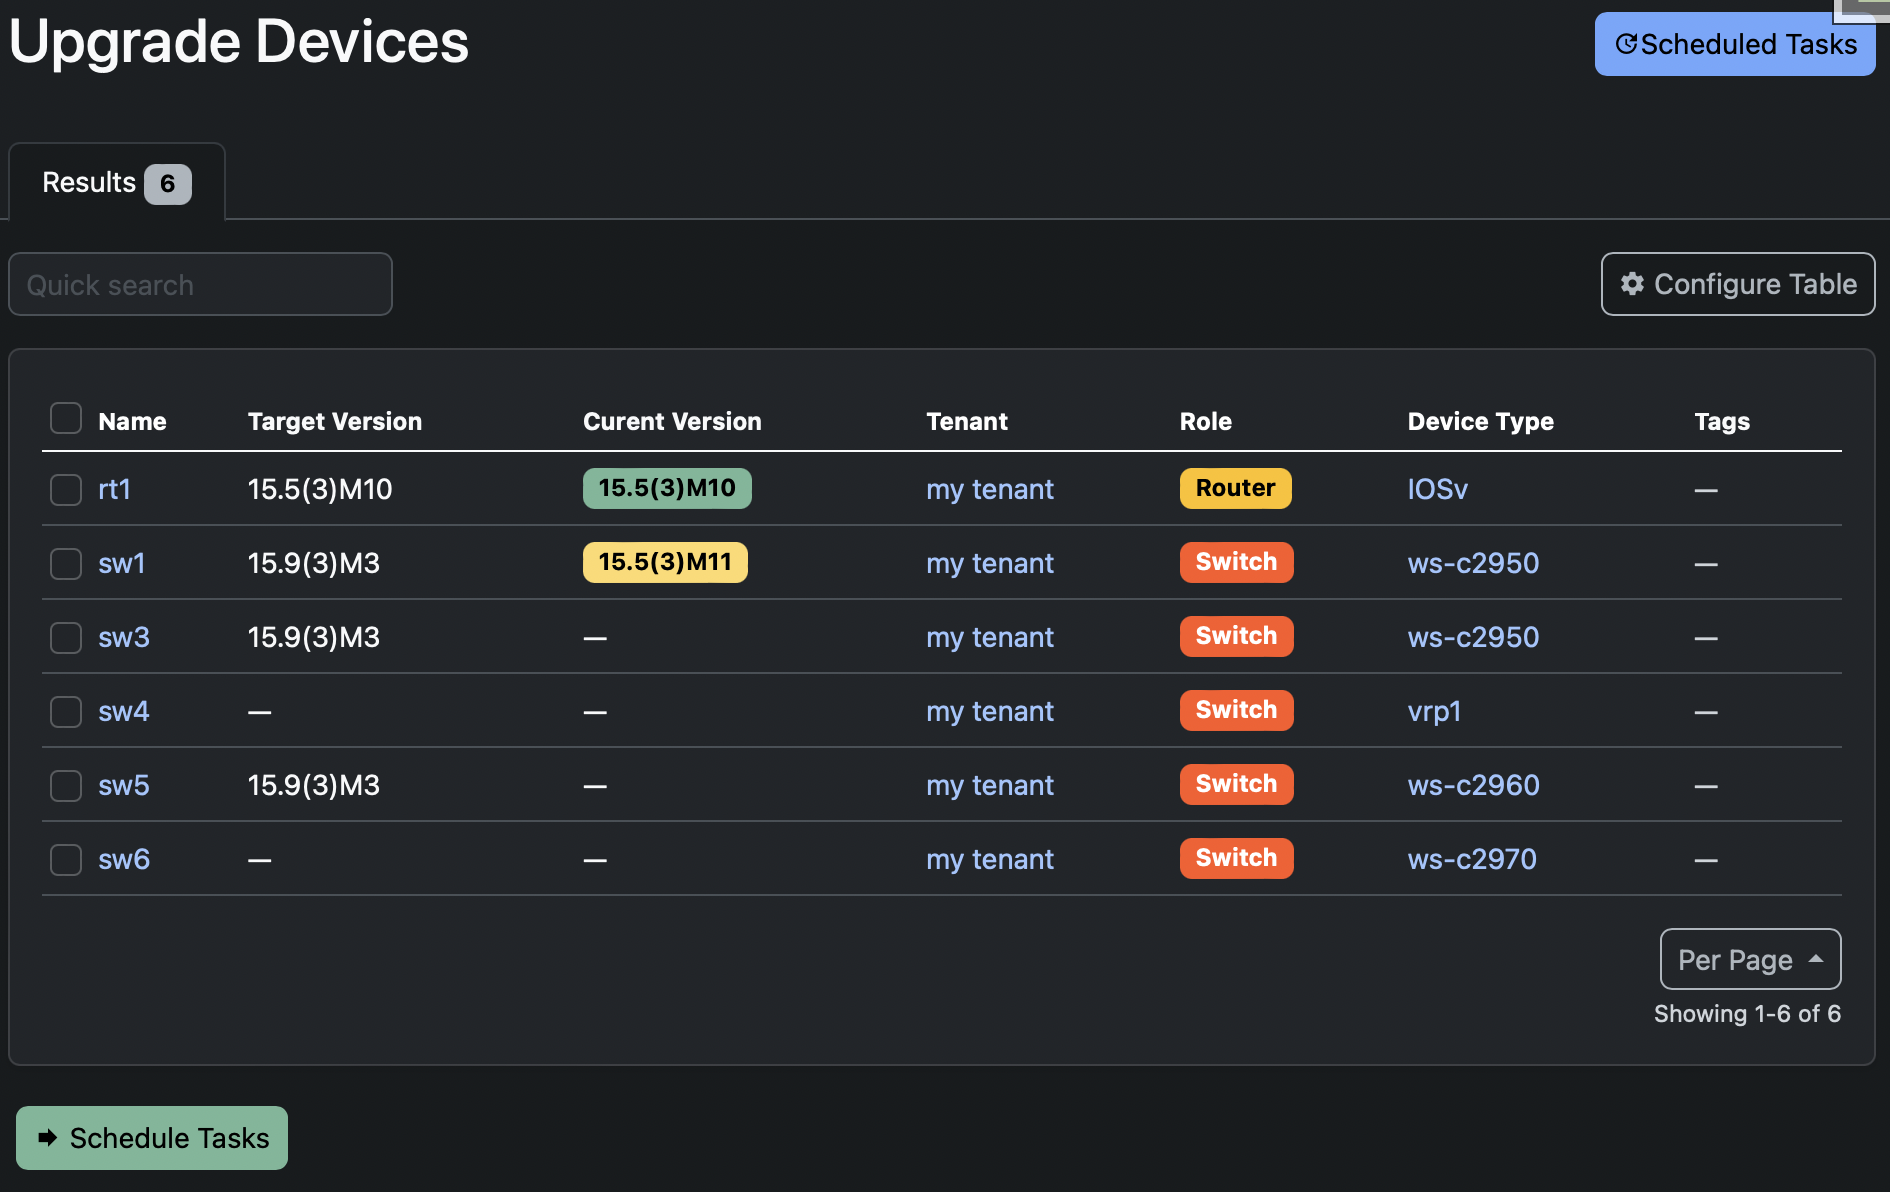 Upgrade Devices
Scheduled Tasks
Results 6
Quick search
Configure Table
Name Target Version Curent Version Tenant Role Device Type Tags
rt1 15.5(3)M10 15.5(3)M10 my tenant Router IOSv —
sw1 15.9(3)M3 15.5(3)M11 my tenant Switch ws-c2950 —
sw3 15.9(3)M3 — my tenant Switch ws-c2950 —
sw4 — — my tenant Switch vrp1 —
sw5 15.9(3)M3 — my tenant Switch ws-c2960 —
sw6 — — my tenant Switch ws-c2970 —
Per Page
Showing 1-6 of 6
Schedule Tasks